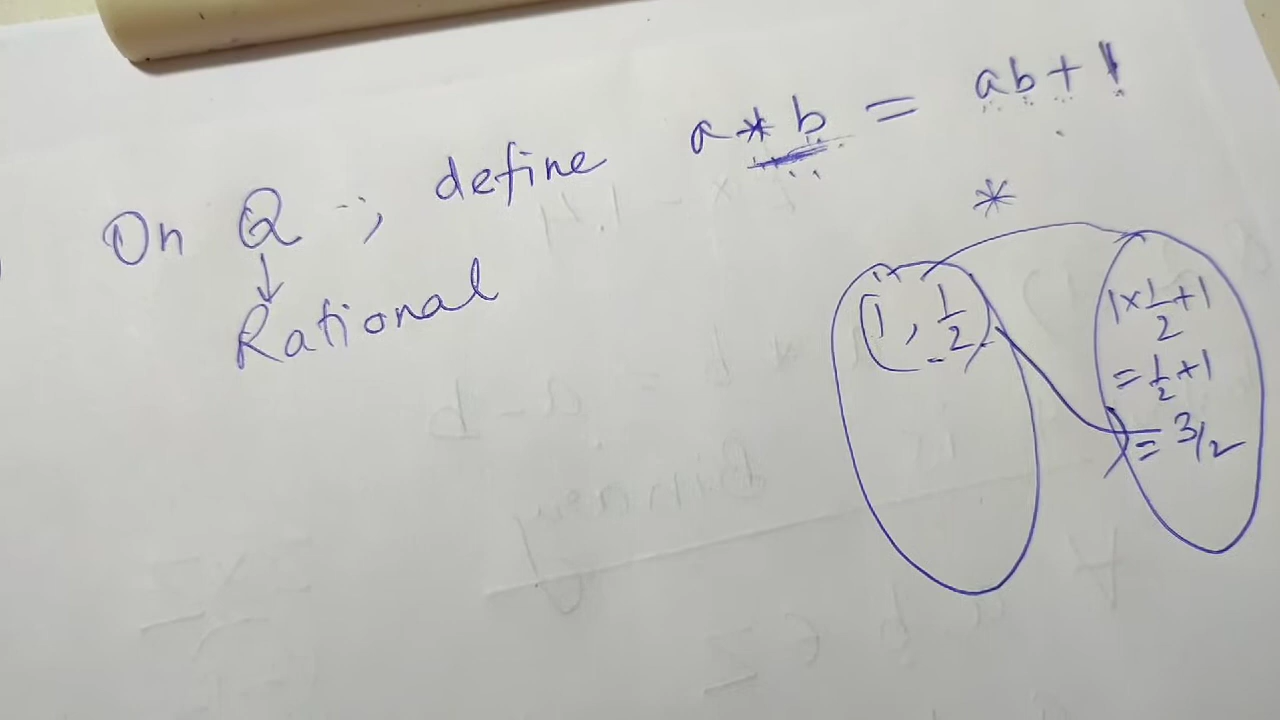 On Q ; define a * b = ab + 1
↓
Rational
*
(1, 1/2)
1 × 1/2 + 1
= 1/2 + 1
= 3/2